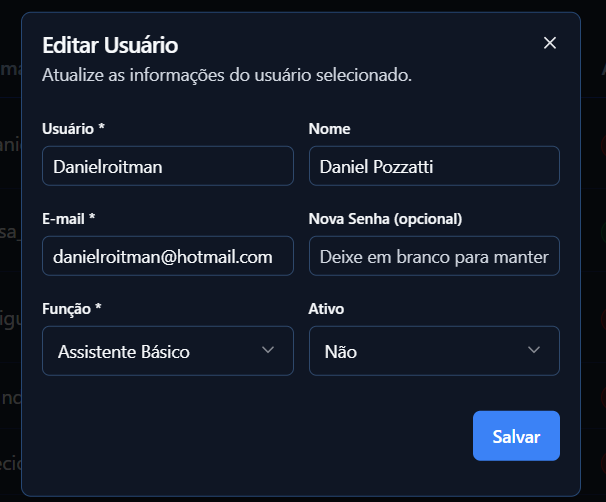 Editar Usuário
Atualize as informações do usuário selecionado.
Usuário *
Nome
Danielroitman
Daniel Pozzatti
E-mail *
Nova Senha (opcional)
danielroitman@hotmail.com
Deixe em branco para manter
Função *
Ativo
Assistente Básico
Não
Salvar